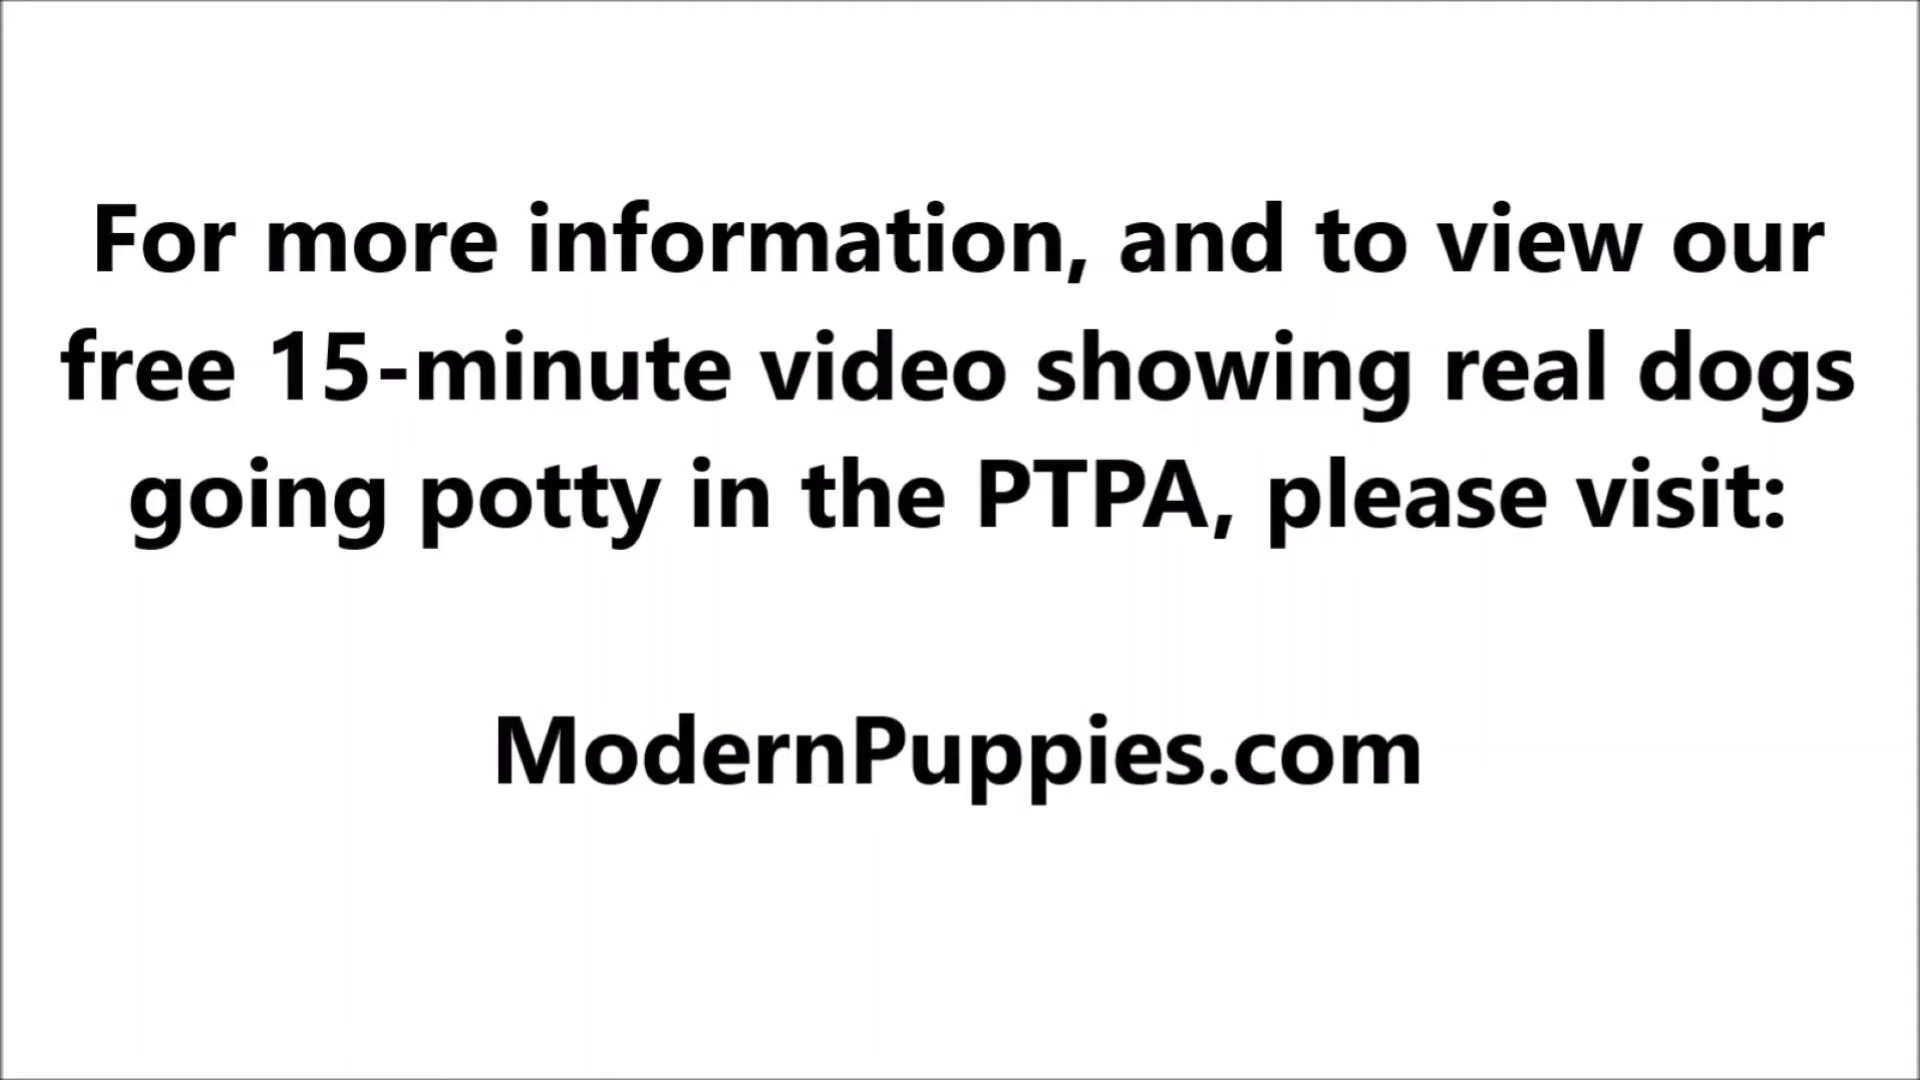 For more information, and to view our
free 15-minute video showing real dogs
going potty in the PTPA, please visit:
ModernPuppies.com